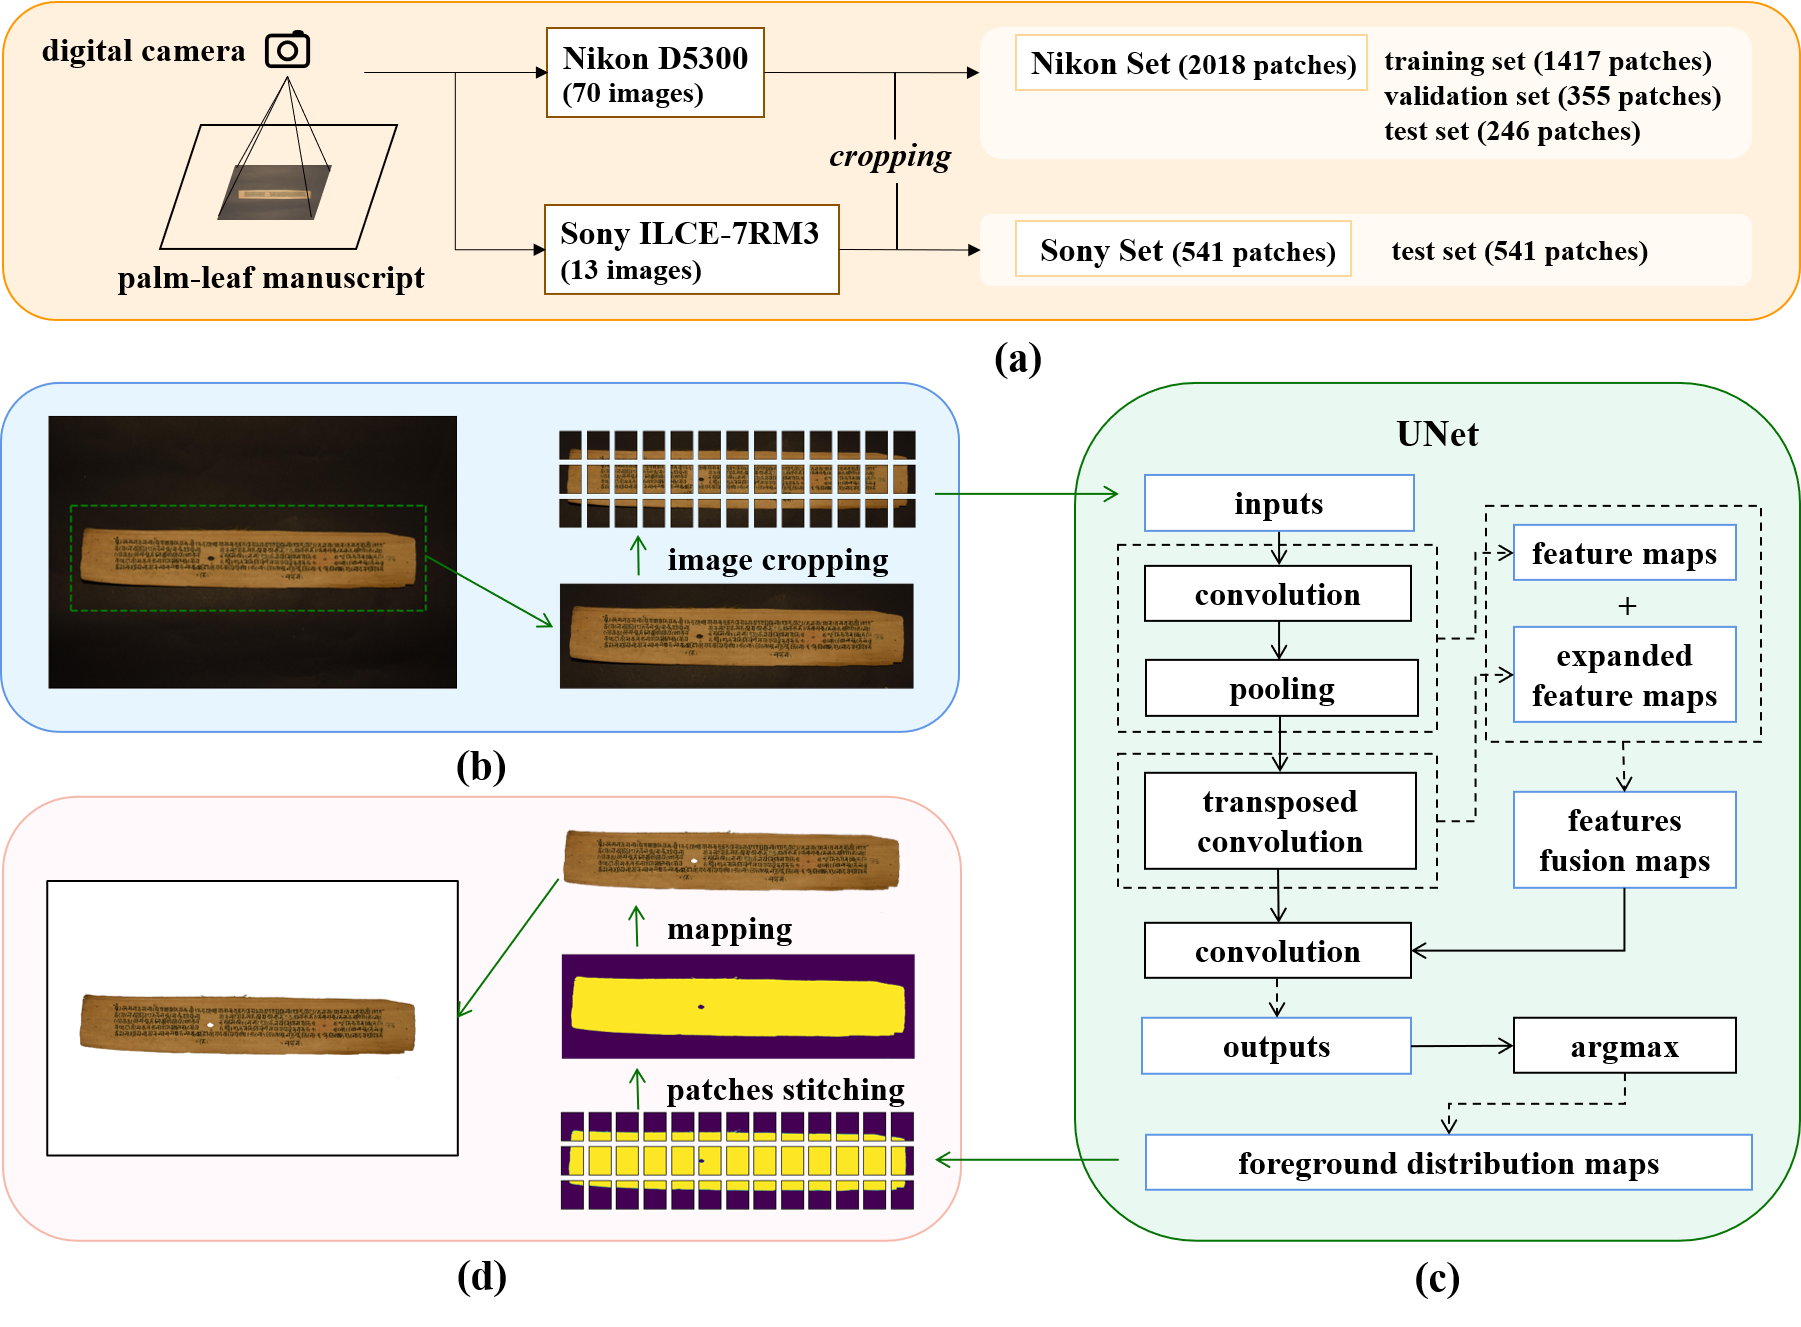 digital camera
palm-leaf manuscript
Nikon D5300
(70 images)
Sony ILCE-7RM3
(13 images)
cropping
Nikon Set (2018 patches)
training set (1417 patches)
validation set (355 patches)
test set (246 patches)
Sony Set (541 patches)
test set (541 patches)
(a)
image cropping
(b)
UNet
inputs
convolution
pooling
transposed
convolution
convolution
outputs
feature maps
+
expanded
feature maps
features
fusion maps
argmax
foreground distribution maps
(c)
mapping
patches stitching
(d)